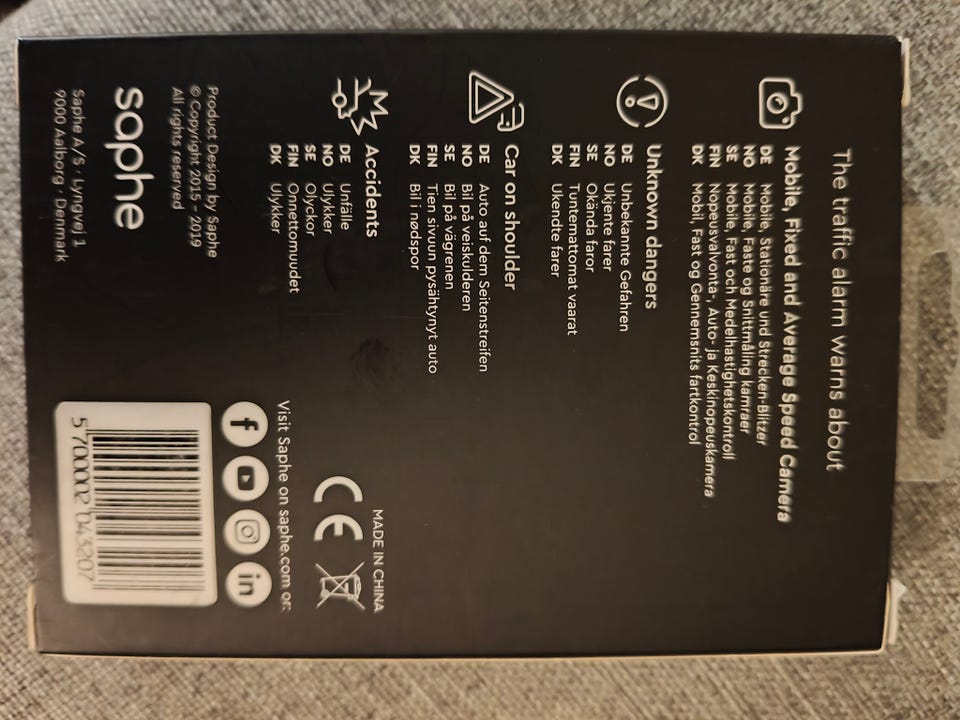 The traffic alarm warns about
Mobile, Fixed and Average Speed Camera
DE Mobile, Stationäre und Strecken-Blitzer
NO Mobile, Faste og Snittmåling kamraer
SE Mobile, Fast och Medelhastighetskontroll
FIN Nopeusvalvonta-, Auto- ja Keskinopeuskamera
DK Mobil, Fast og Gennemsnits fartkontrol
Unknown dangers
DE Unbekannte Gefahren
NO Ukjente farer
SE Okända faror
FIN Tuntemattomat vaarat
DK Ukendte farer
Car on shoulder
DE Auto auf dem Seitenstreifen
NO Bil på veiskulderen
SE Bil på vägrenen
FIN Tien sivuun pysähtynyt auto
DK Bil i nødspor
Accidents
DE Unfälle
NO Ulykker
SE Olyckor
FIN Onnettomuudet
DK Ulykker
MADE IN CHINA
CE
Visit Saphe on saphe.com or:
Product Design by Saphe
© Copyright 2015 - 2019
All rights reserved
saphe
Saphe A/S · Lyngvej 1
9000 Aalborg · Denmark
5 700002 043207